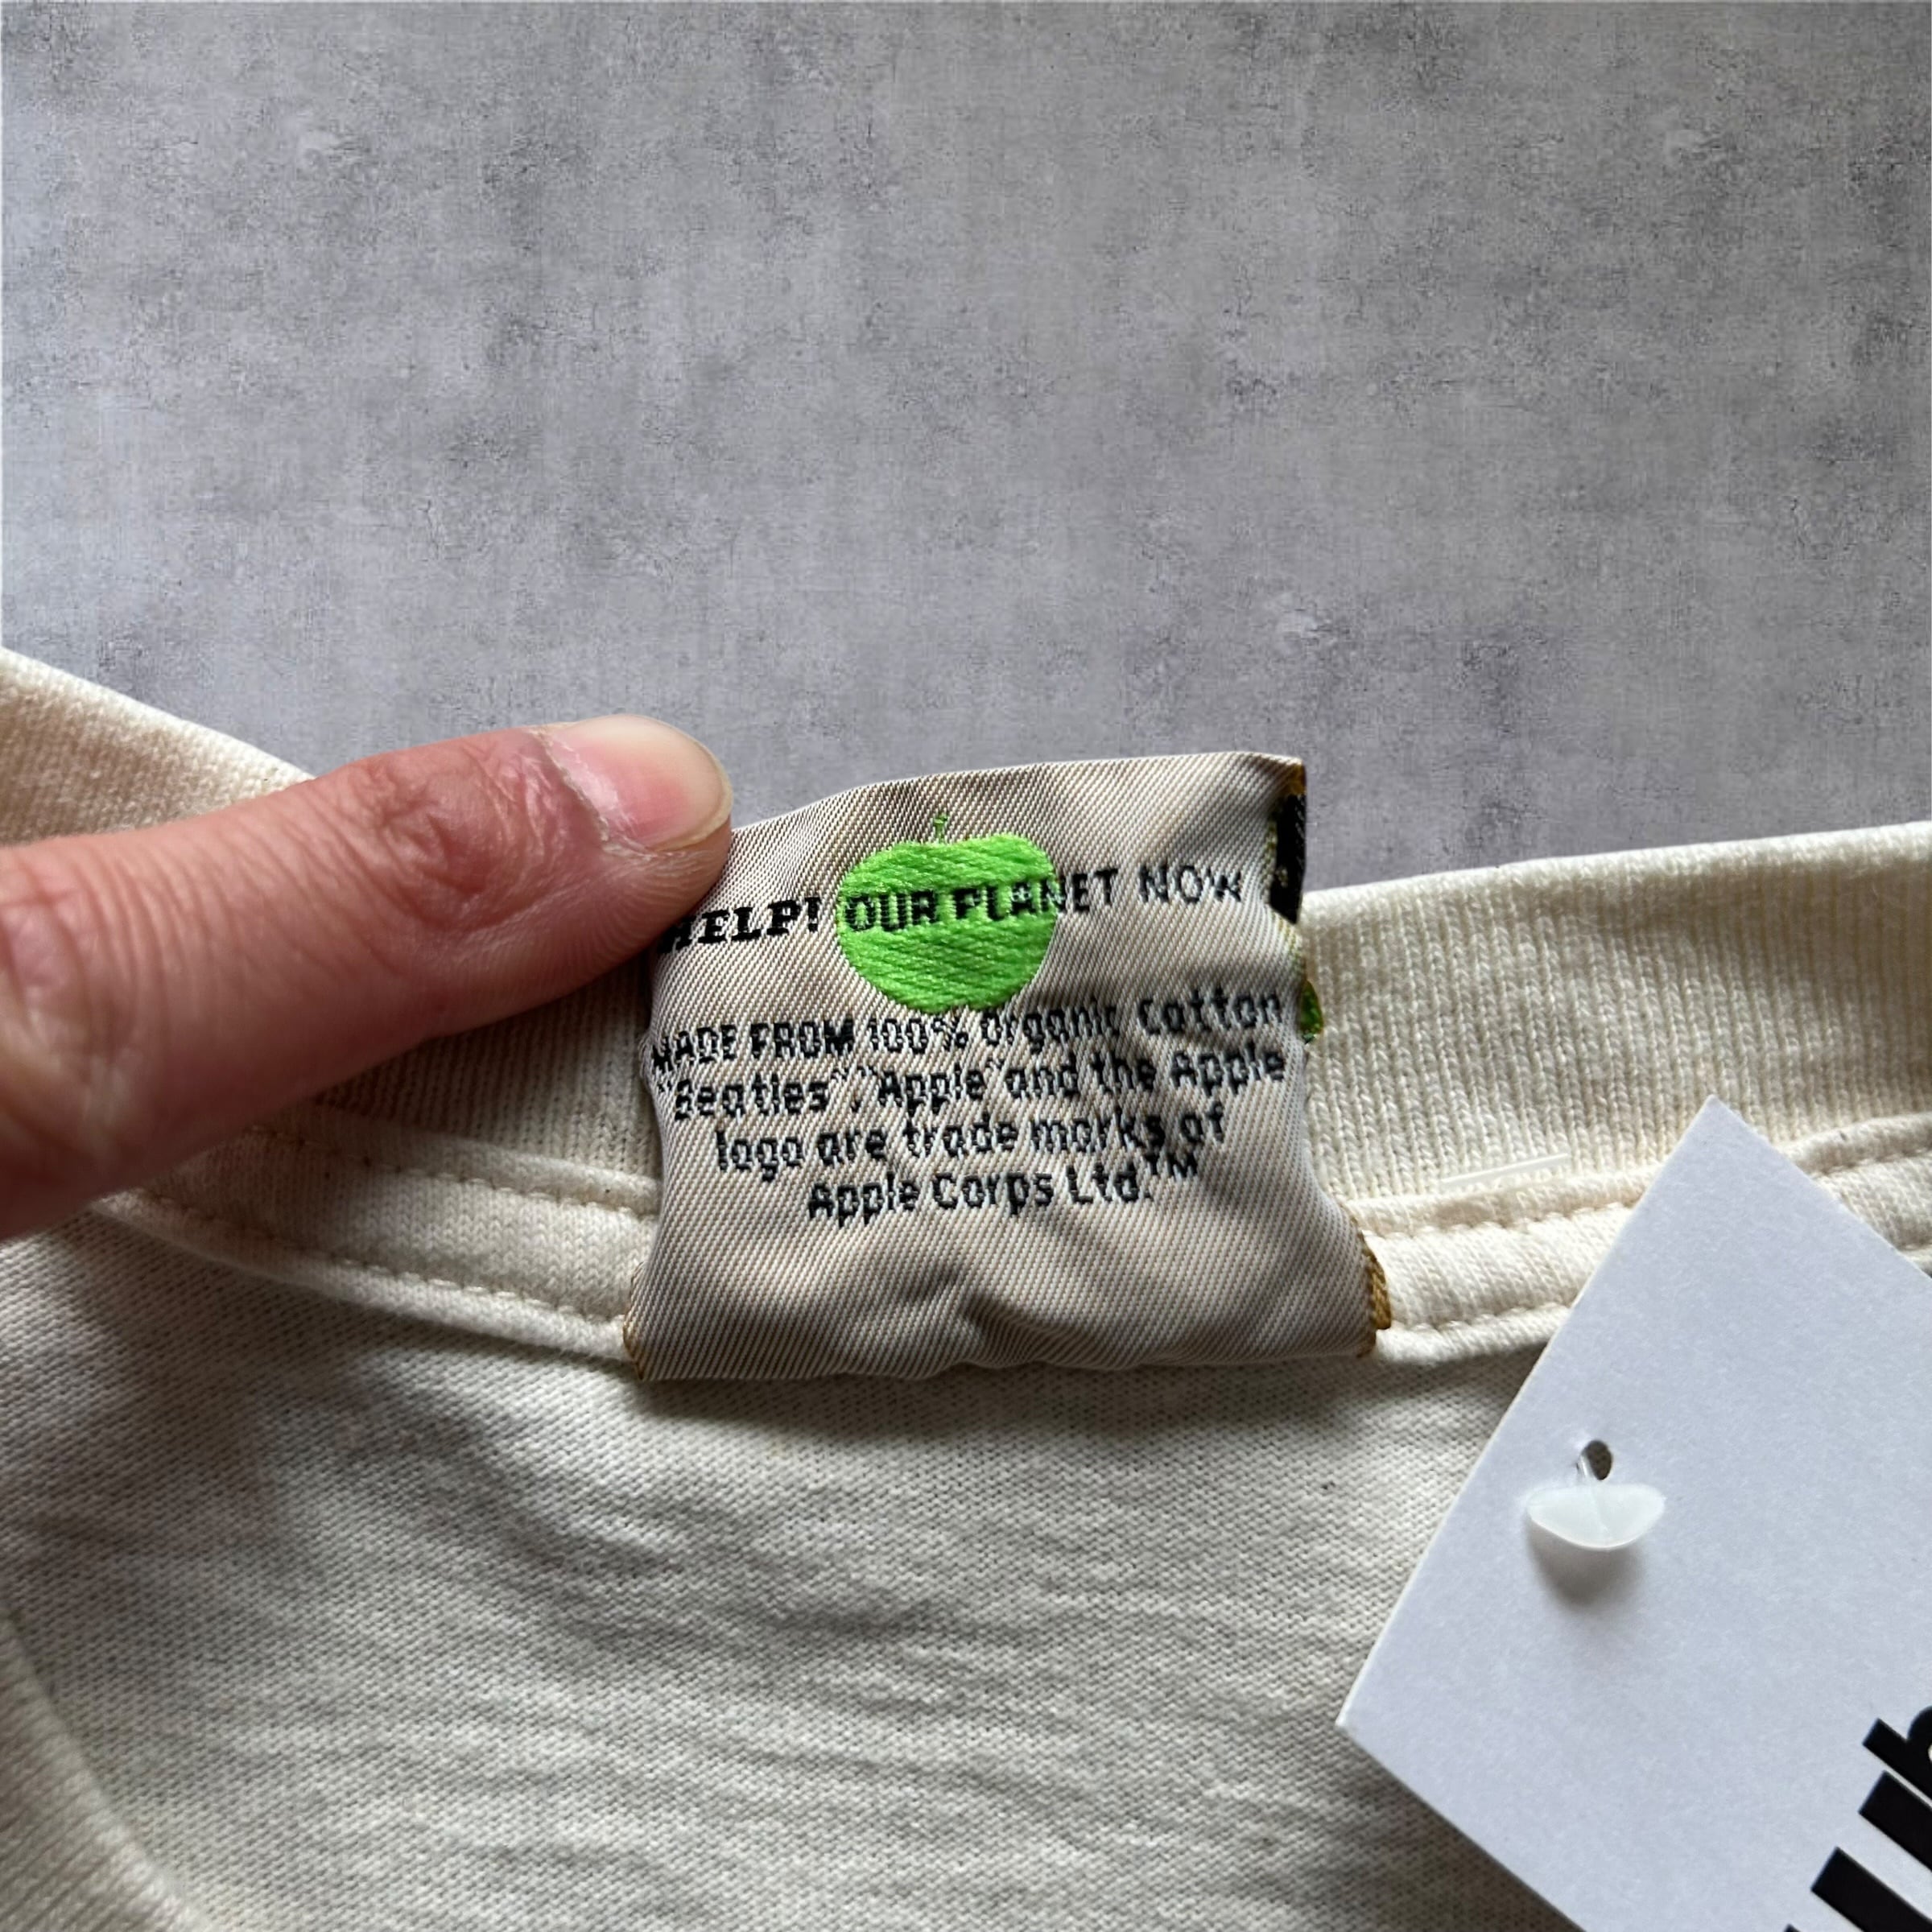 HELP! OUR PLANET NOW
MADE FROM 100% Organic Cotton
"Beatles", "Apple" and the Apple
logo are trade marks of
Apple Corps Ltd.™